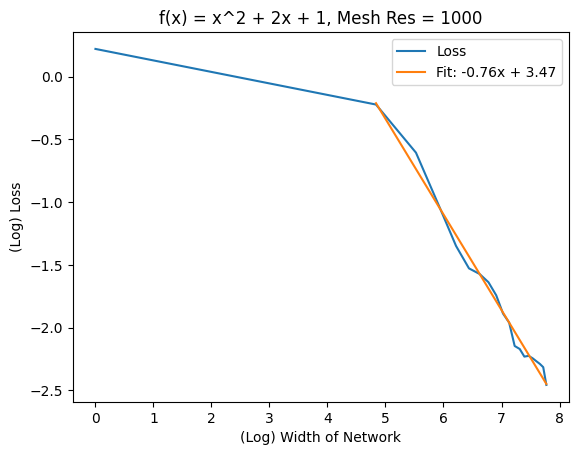 f(x) = x^2 + 2x + 1, Mesh Res = 1000
Loss
Fit: -0.76x + 3.47
(Log) Loss
0.0
−0.5
−1.0
−1.5
−2.0
−2.5
0 1 2 3 4 5 6 7 8
(Log) Width of Network